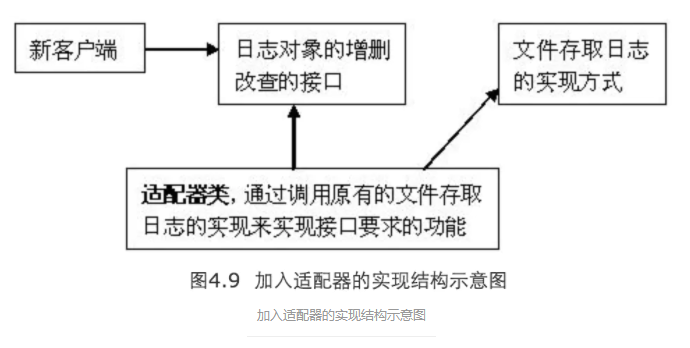 新客户端
日志对象的增删
改查的接口
文件存取日志
的实现方式
适配器类，通过调用原有的文件存取
日志的实现来实现接口要求的功能
图4.9 加入适配器的实现结构示意图
加入适配器的实现结构示意图